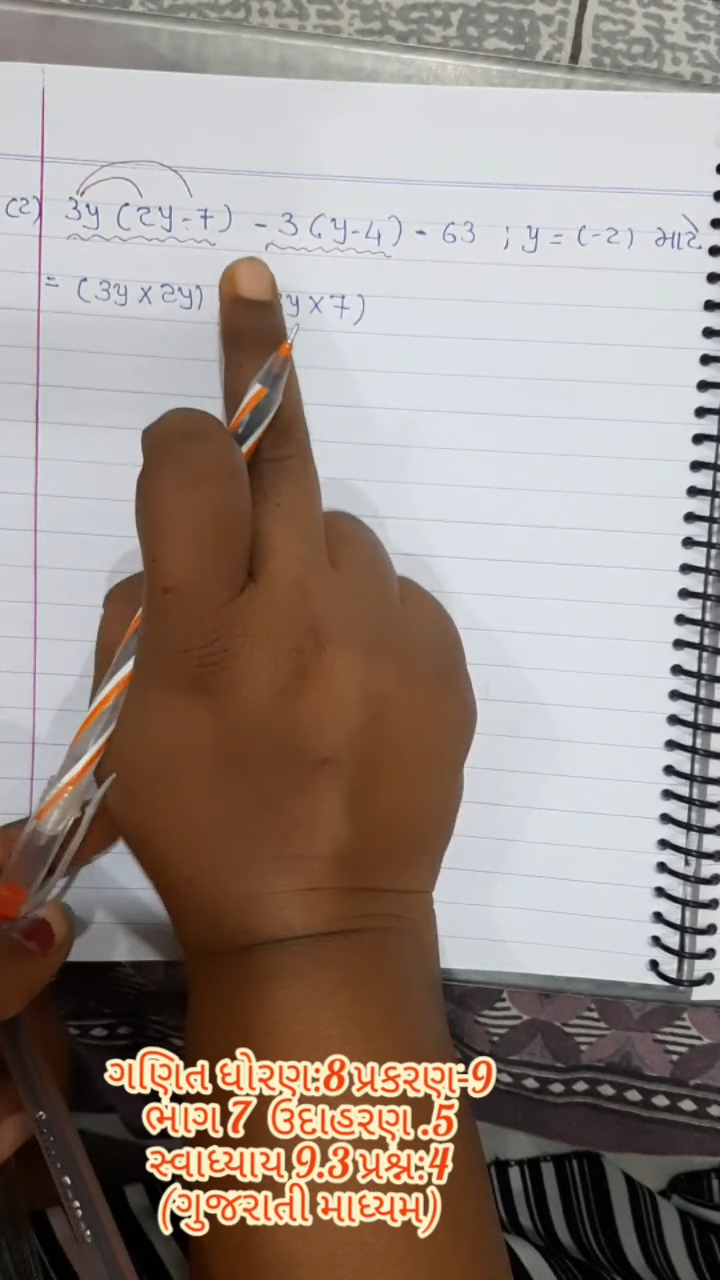 (2) 3y (2y - 7) - 3 (y - 4) - 63 ; y = (-2) માટે
= (3y × 2y) y × 7)
ગણિત ધોરણ:8 પ્રકરણ-9
ભાગ 7 ઉદાહરણ .5
સ્વાધ્યાય 9.3 પ્રશ્ન:4
(ગુજરાતી માધ્યમ)